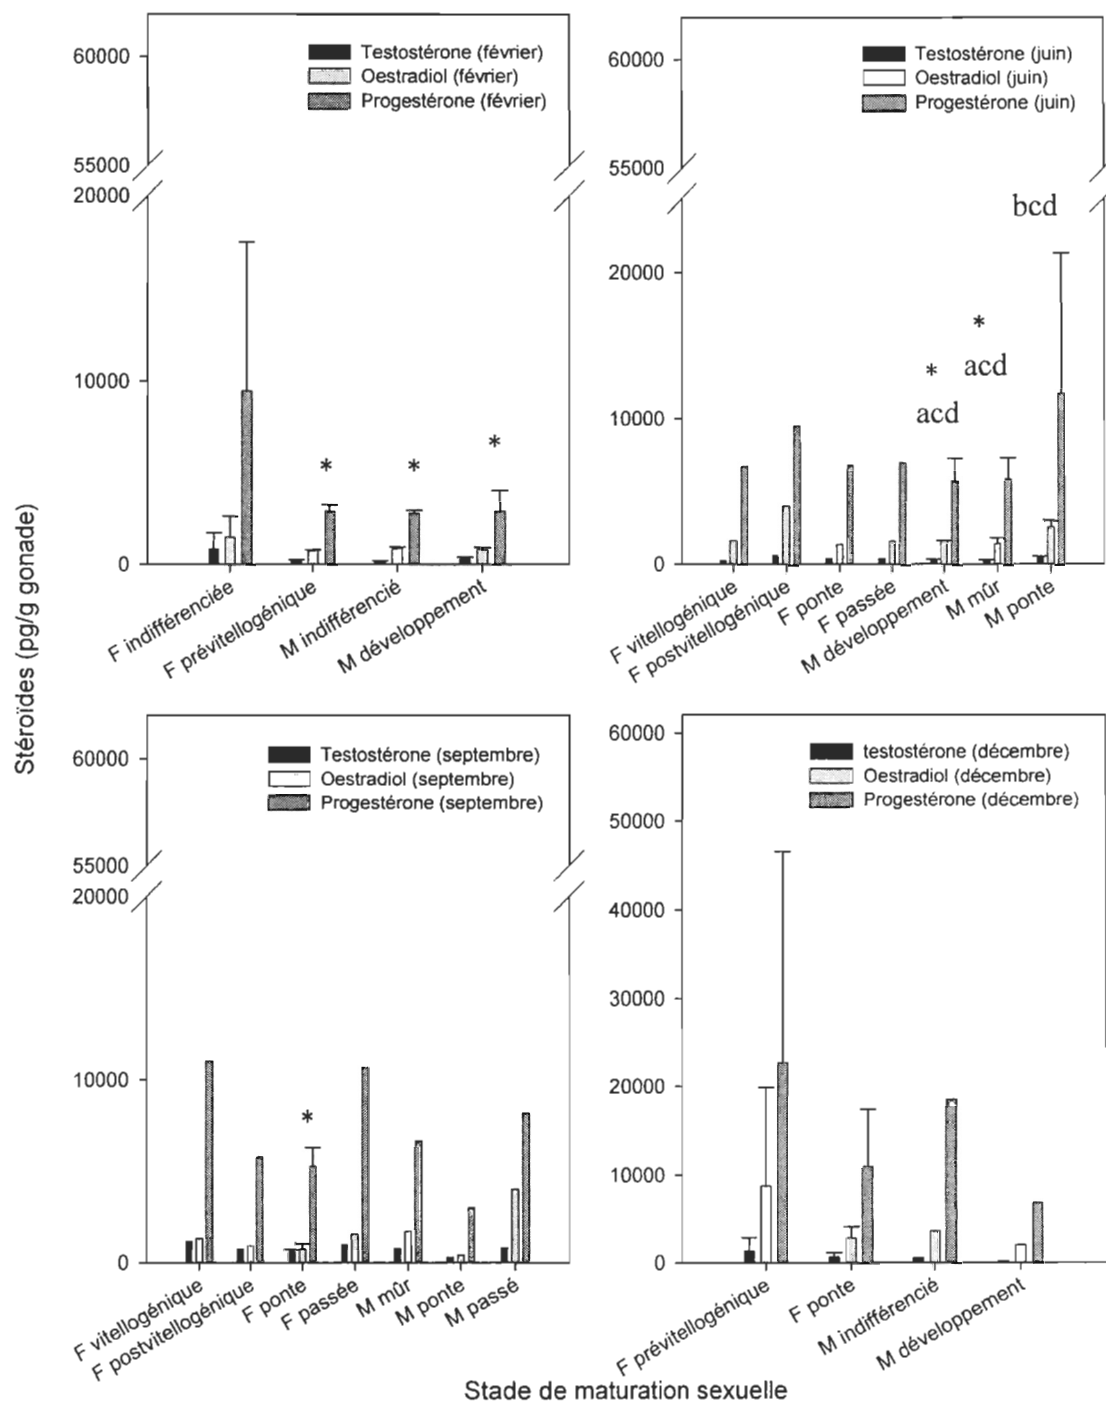 Stéroïdes (pg/g gonade)
60000
55000
20000
10000
0
Testostérone (février)
Oestradiol (février)
Progestérone (février)
*
*
*
F indifférenciée
F prévitellogénique
M indifférencié
M développement
60000
55000
20000
10000
0
Testostérone (juin)
Oestradiol (juin)
Progestérone (juin)
bcd
*
acd
*
acd
F vitellogénique
F postvitellogénique
F ponte
F passée
M développement
M mûr
M ponte
60000
55000
20000
10000
0
Testostérone (septembre)
Oestradiol (septembre)
Progestérone (septembre)
*
F vitellogénique
F postvitellogénique
F ponte
F passée
M mûr
M ponte
M passé
60000
50000
40000
30000
20000
10000
0
testostérone (décembre)
Oestradiol (décembre)
Progestérone (décembre)
F prévitellogénique
F ponte
M indifférencié
M développement
Stade de maturation sexuelle